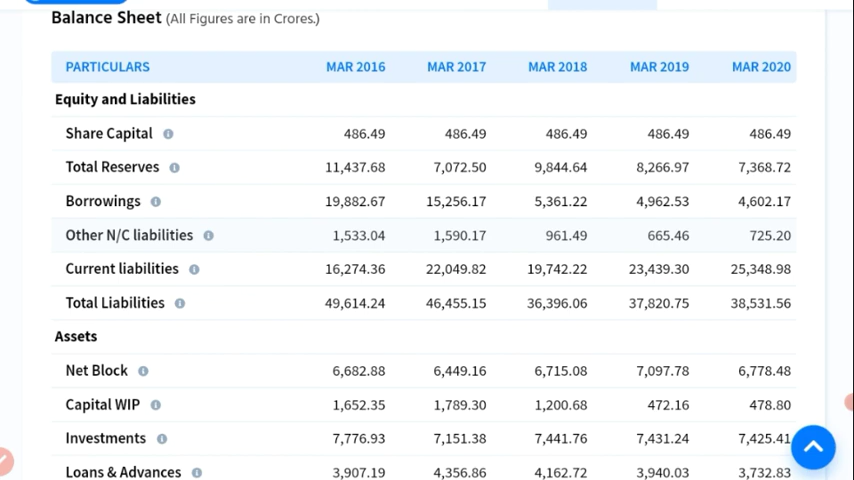 Balance Sheet (All Figures are in Crores.)
PARTICULARS MAR 2016 MAR 2017 MAR 2018 MAR 2019 MAR 2020
Equity and Liabilities
Share Capital 486.49 486.49 486.49 486.49 486.49
Total Reserves 11,437.68 7,072.50 9,844.64 8,266.97 7,368.72
Borrowings 19,882.67 15,256.17 5,361.22 4,962.53 4,602.17
Other N/C liabilities 1,533.04 1,590.17 961.49 665.46 725.20
Current liabilities 16,274.36 22,049.82 19,742.22 23,439.30 25,348.98
Total Liabilities 49,614.24 46,455.15 36,396.06 37,820.75 38,531.56
Assets
Net Block 6,682.88 6,449.16 6,715.08 7,097.78 6,778.48
Capital WIP 1,652.35 1,789.30 1,200.68 472.16 478.80
Investments 7,776.93 7,151.38 7,441.76 7,431.24 7,425.41
Loans & Advances 3,907.19 4,356.86 4,162.72 3,940.03 3,732.83